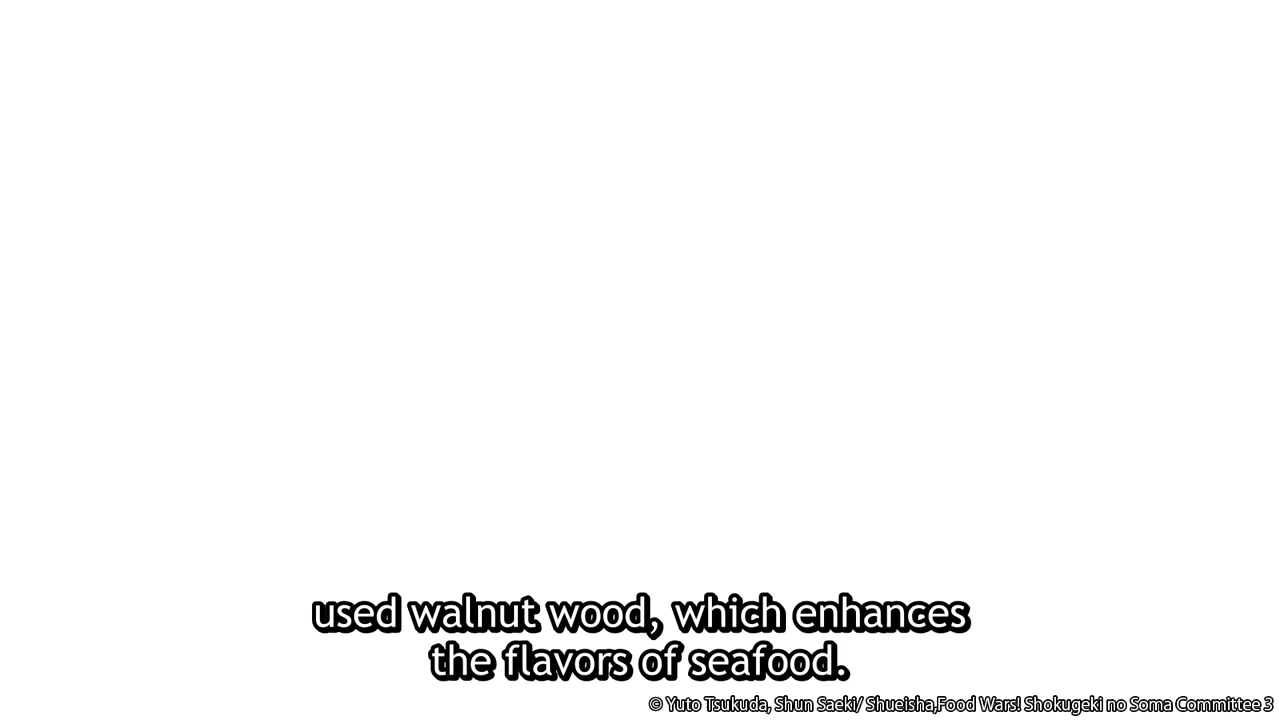 used walnut wood, which enhances
the flavors of seafood.
© Yuto Tsukuda, Shun Saeki/ Shueisha,Food Wars! Shokugeki no Soma Committee 3